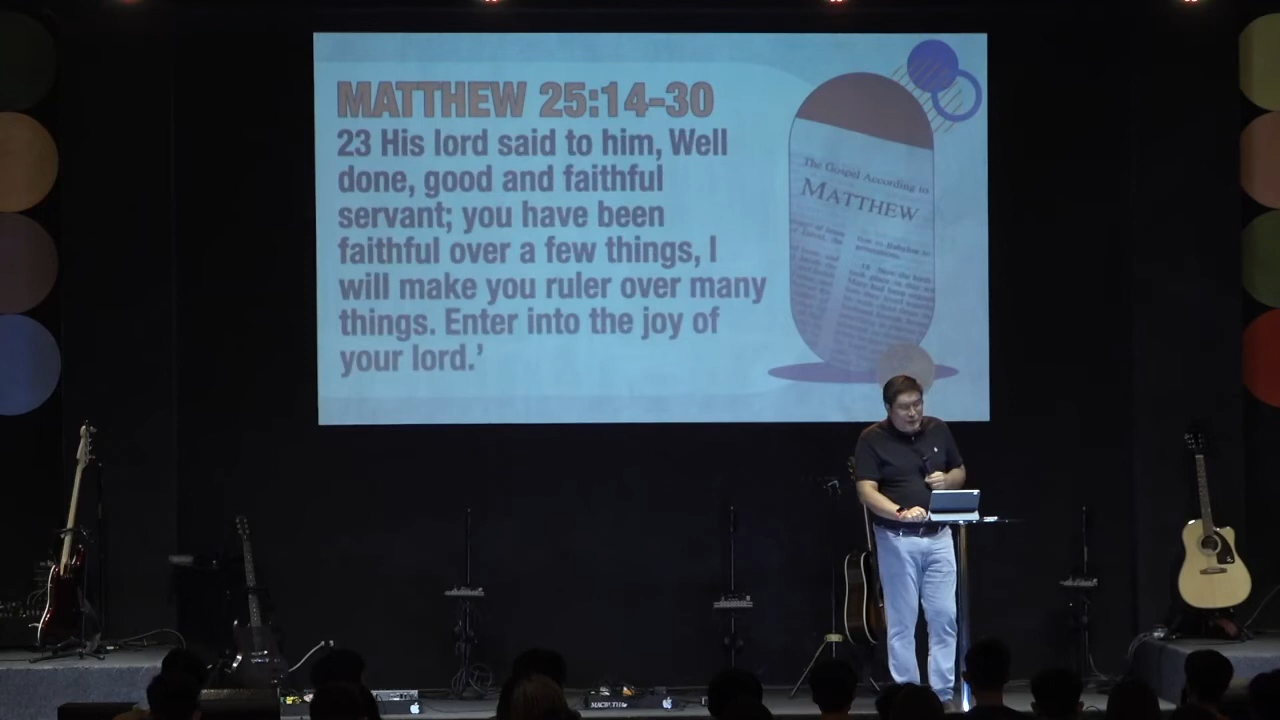 MATTHEW 25:14-30
23 His lord said to him, Well
done, good and faithful
servant; you have been
faithful over a few things, I
will make you ruler over many
things. Enter into the joy of
your lord.’
The Gospel According to
MATTHEW